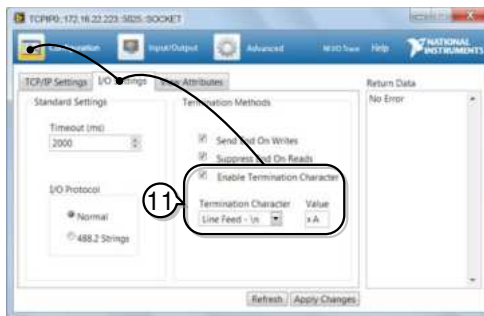 TCPIP0::172.16.22.223::5025::SOCKET
Configuration Input/Output Advanced NI I/O Trace Help NATIONAL INSTRUMENTS
TCP/IP Settings I/O Settings View Attributes Return Data
Standard Settings Termination Methods No Error
Timeout (ms)
2000
Send End On Writes
Suppress End On Reads
Enable Termination Character
I/O Protocol
Normal
488.2 Strings
11
Termination Character Value
Line Feed - \n xA
Refresh Apply Changes